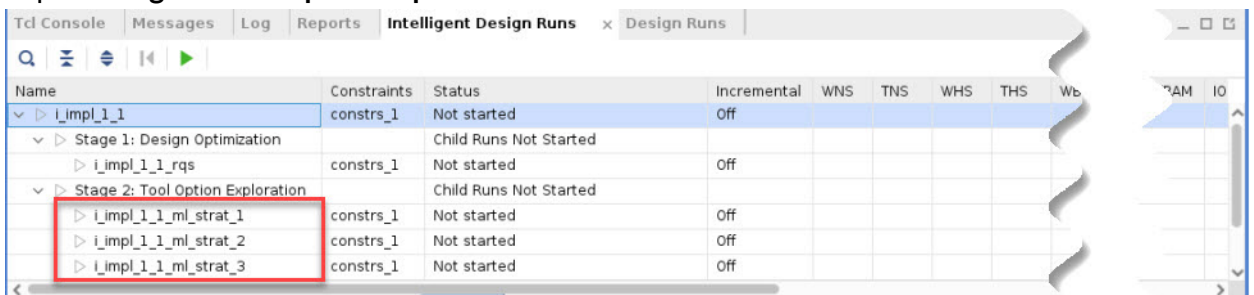 Tcl Console Messages Log Reports Intelligent Design Runs x Design Runs
Name Constraints Status Incremental WNS TNS WHS THS RAM IO
i_impl_1_1 constrs_1 Not started Off
Stage 1: Design Optimization Child Runs Not Started
i_impl_1_1_rqs constrs_1 Not started Off
Stage 2: Tool Option Exploration Child Runs Not Started
i_impl_1_1_ml_strat_1 constrs_1 Not started Off
i_impl_1_1_ml_strat_2 constrs_1 Not started Off
i_impl_1_1_ml_strat_3 constrs_1 Not started Off